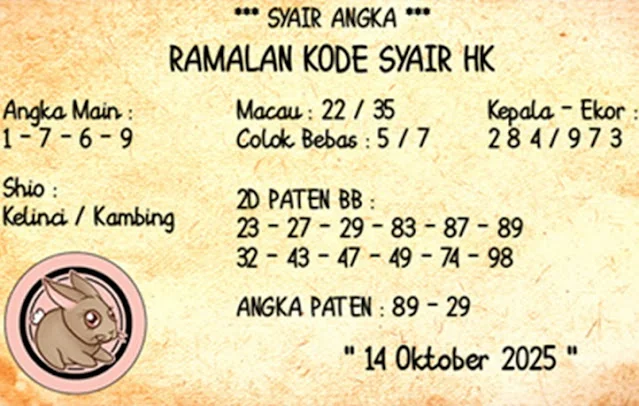 *** SYAIR ANGKA ***
RAMALAN KODE SYAIR HK
Angka Main :
1 - 7 - 6 - 9
Macau : 22 / 35
Colok Bebas : 5 / 7
Kepala - Ekor :
2 8 4 / 9 7 3
Shio :
Kelinci / Kambing
2D PATEN BB :
23 - 27 - 29 - 83 - 87 - 89
32 - 43 - 47 - 49 - 74 - 98
ANGKA PATEN : 89 - 29
" 14 Oktober 2025 "